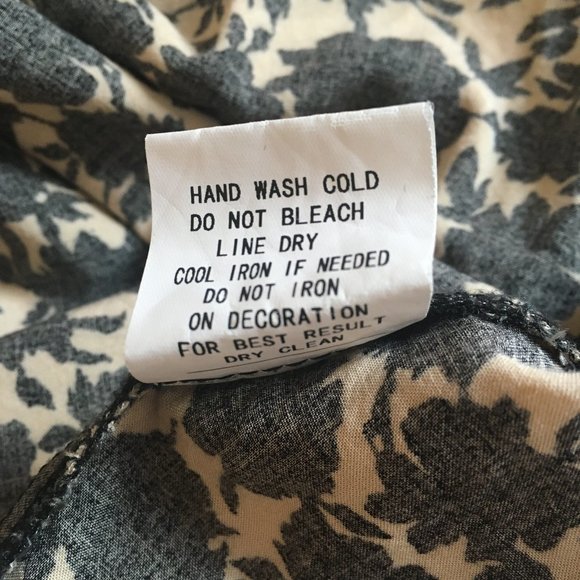 HAND WASH COLD
DO NOT BLEACH
LINE DRY
COOL IRON IF NEEDED
DO NOT IRON
ON DECORATION
FOR BEST RESULT
DRY CLEAN